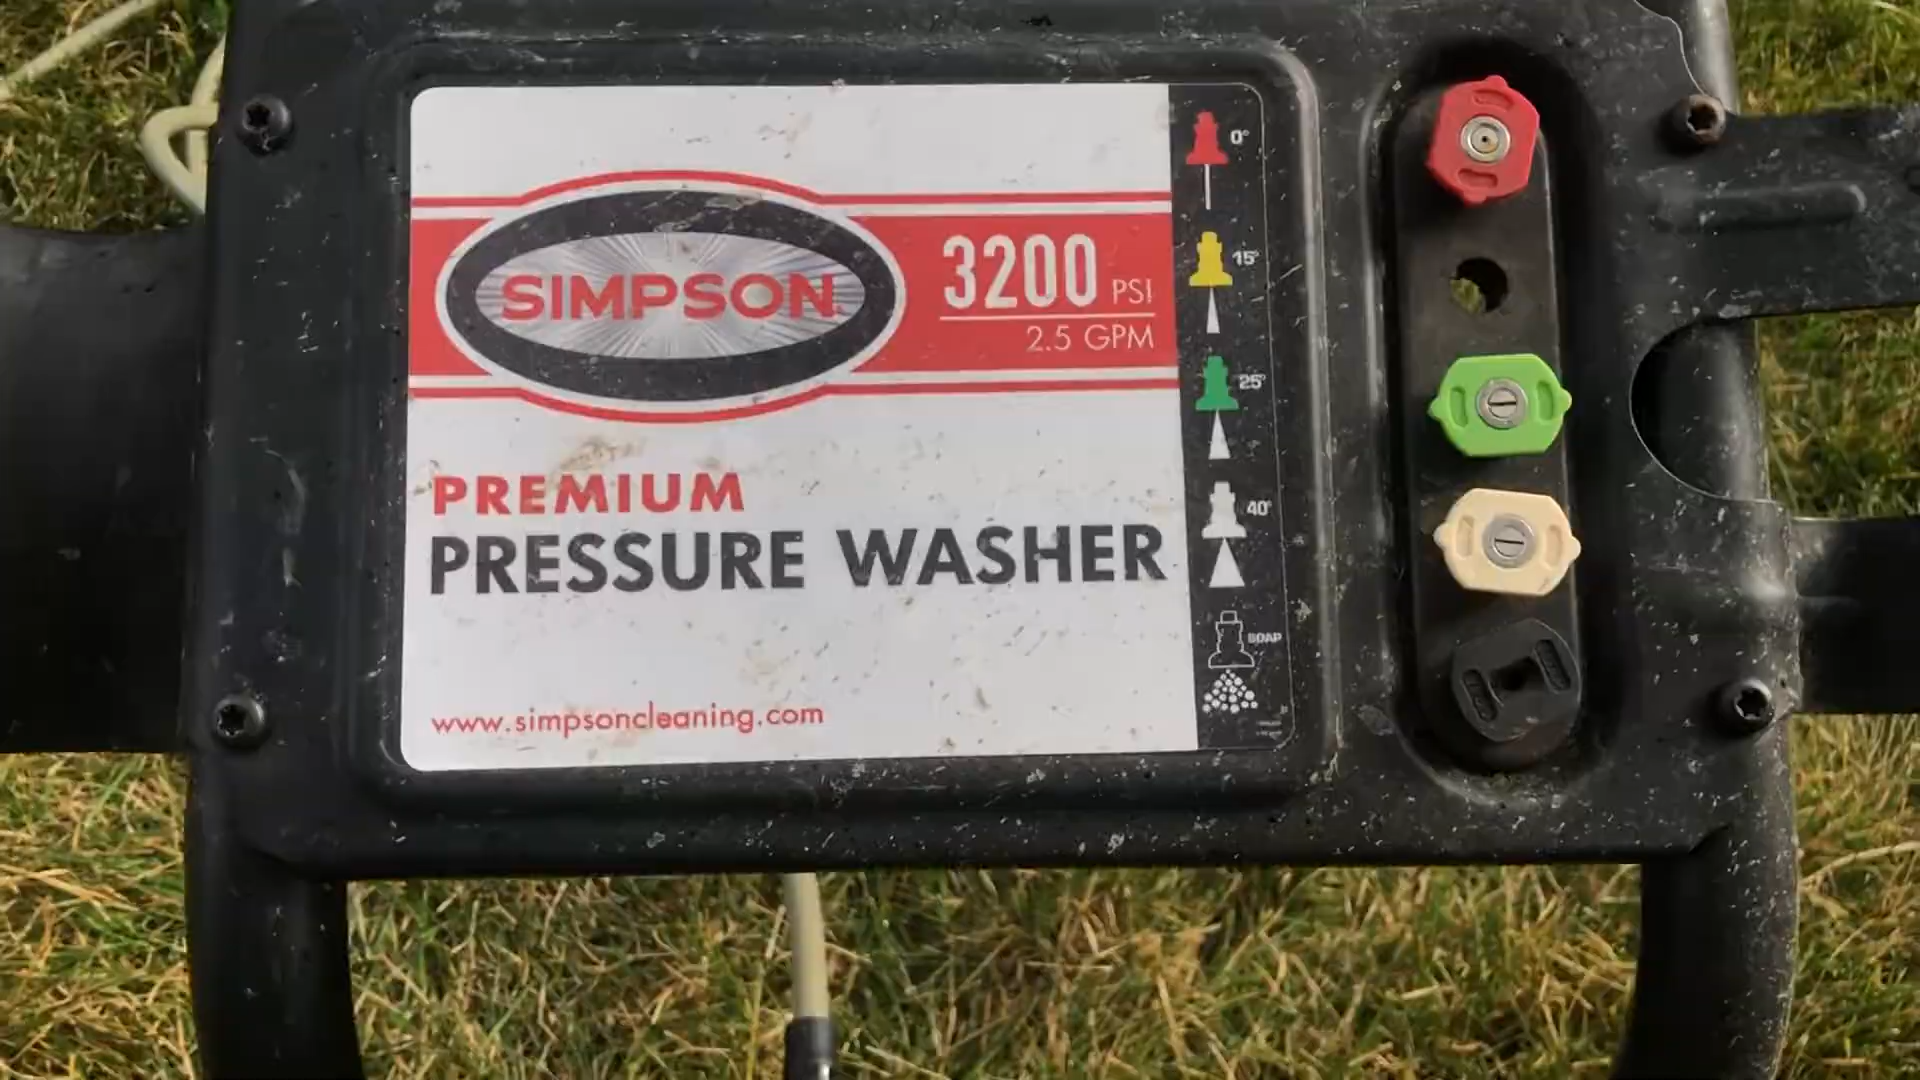 SIMPSON
3200 PSI
2.5 GPM
PREMIUM
PRESSURE WASHER
www.simpsoncleaning.com
0°
15°
25°
40°
SOAP